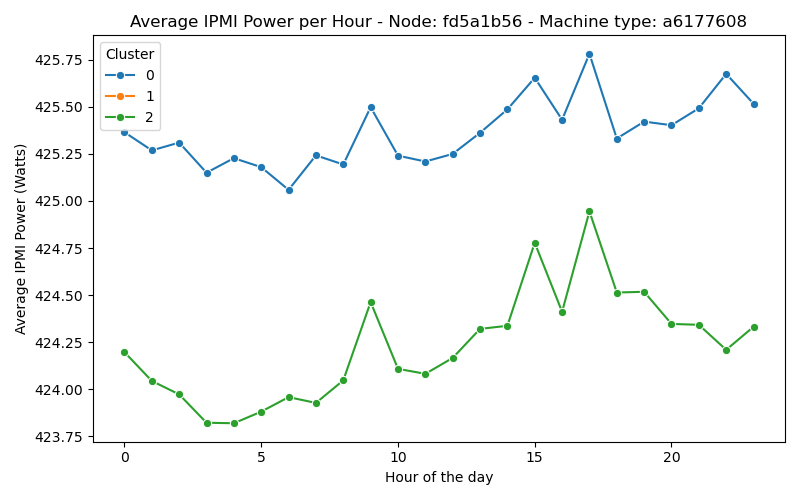 Average IPMI Power per Hour - Node: fd5a1b56 - Machine type: a6177608
Cluster
0
1
2
425.75
425.50
425.25
425.00
424.75
424.50
424.25
424.00
423.75
Average IPMI Power (Watts)
0 5 10 15 20
Hour of the day